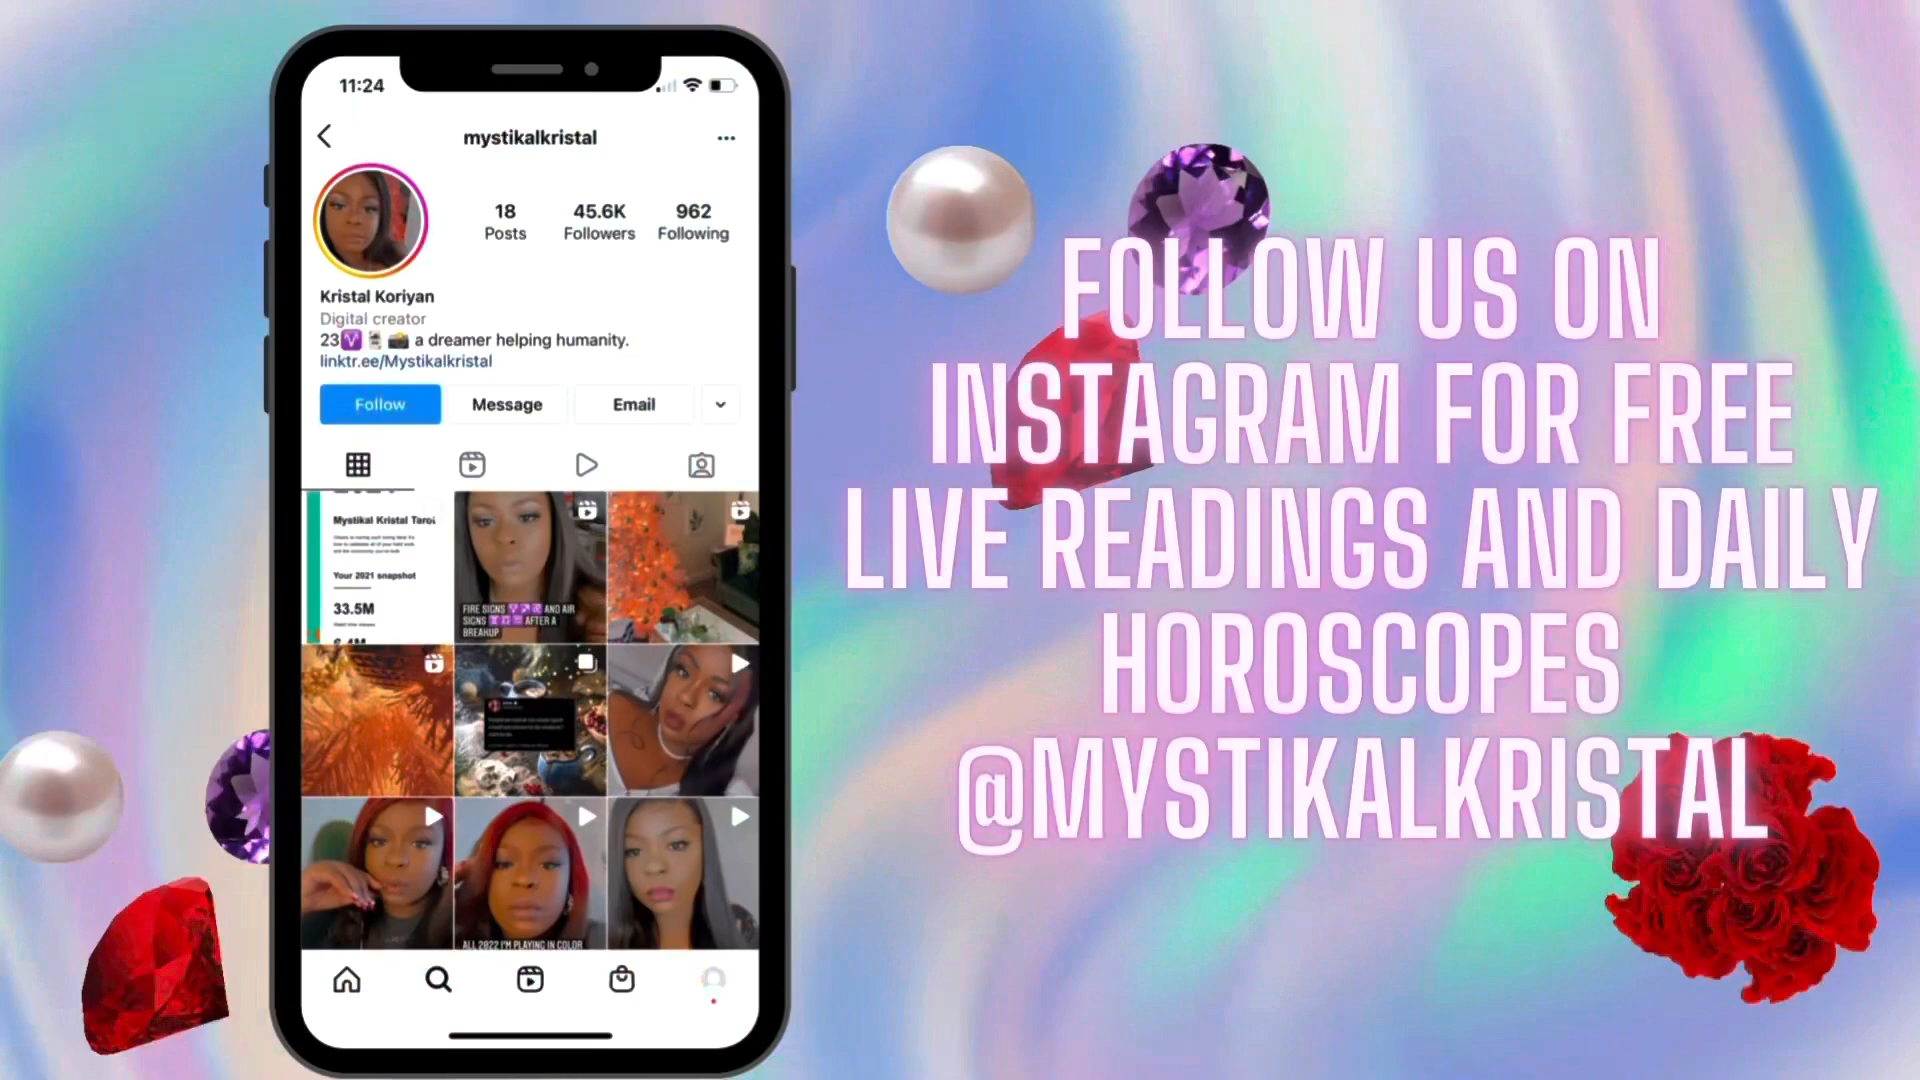 11:24
mystikalkristal
18
45.6K
962
Posts
Followers
Following
Kristal Koriyan
Digital creator
23♈ a dreamer helping humanity.
linktr.ee/Mystikalkristal
Follow
Message
Email
Mystikal Kristal Tarot
Your 2021 snapshot
33.5M
FIRE SIGNS ♈♐♌ AND AIR
SIGNS ♊♎♒ AFTER A
BREAKUP
ALL 2022 I'M PLAYING IN COLOR
FOLLOW US ON
INSTAGRAM FOR FREE
LIVE READINGS AND DAILY
HOROSCOPES
@MYSTIKALKRISTAL